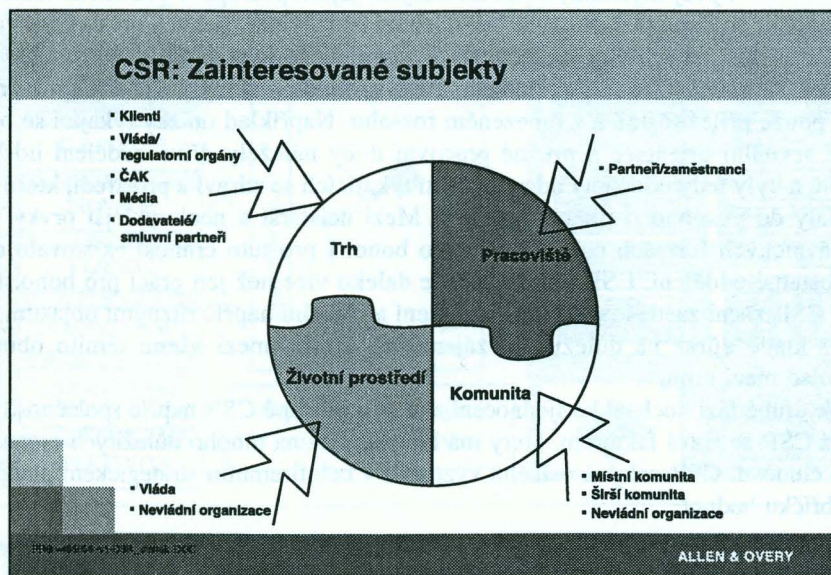 CSR: Zainteresované subjekty
▪ Klienti
▪ Vláda/
regulatorní orgány
▪ ČAK
▪ Média
▪ Dodavatelé/
smluvní partneři
▪ Partneři/zaměstnanci
Trh
Pracoviště
Životní prostředí
Komunita
▪ Vláda
▪ Nevládní organizace
▪ Místní komunita
▪ Širší komunita
▪ Nevládní organizace
ALLEN & OVERY